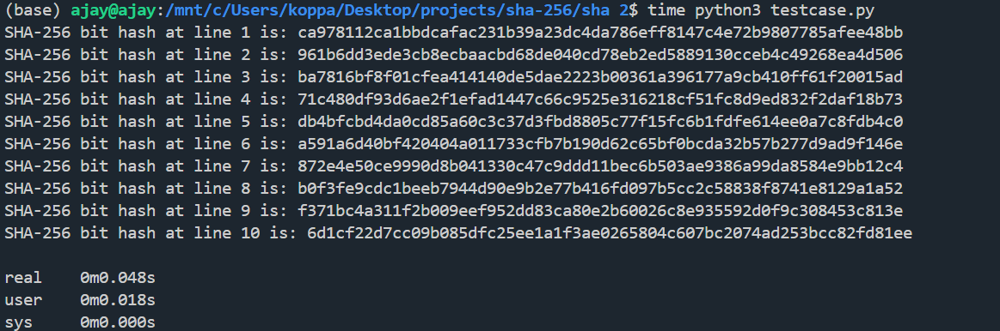 (base) ajay@ajay:/mnt/c/Users/koppa/Desktop/projects/sha-256/sha 2$ time python3 testcase.py
SHA-256 bit hash at line 1 is: ca978112ca1bbdcafac231b39a23dc4da786eff8147c4e72b9807785afee48bb
SHA-256 bit hash at line 2 is: 961b6dd3ede3cb8ecbaacbd68de040cd78eb2ed5889130cceb4c49268ea4d506
SHA-256 bit hash at line 3 is: ba7816bf8f01cfea414140de5dae2223b00361a396177a9cb410ff61f20015ad
SHA-256 bit hash at line 4 is: 71c480df93d6ae2f1efad1447c66c9525e316218cf51fc8d9ed832f2daf18b73
SHA-256 bit hash at line 5 is: db4bfcbd4da0cd85a60c3c37d3fbd8805c77f15fc6b1fdfe614ee0a7c8fdb4c0
SHA-256 bit hash at line 6 is: a591a6d40bf420404a011733cfb7b190d62c65bf0bcda32b57b277d9ad9f146e
SHA-256 bit hash at line 7 is: 872e4e50ce9990d8b041330c47c9ddd11bec6b503ae9386a99da8584e9bb12c4
SHA-256 bit hash at line 8 is: b0f3fe9cdc1beeb7944d90e9b2e77b416fd097b5cc2c58838f8741e8129a1a52
SHA-256 bit hash at line 9 is: f371bc4a311f2b009eef952dd83ca80e2b60026c8e935592d0f9c308453c813e
SHA-256 bit hash at line 10 is: 6d1cf22d7cc09b085dfc25ee1a1f3ae0265804c607bc2074ad253bcc82fd81ee
real 0m0.048s
user 0m0.018s
sys 0m0.000s